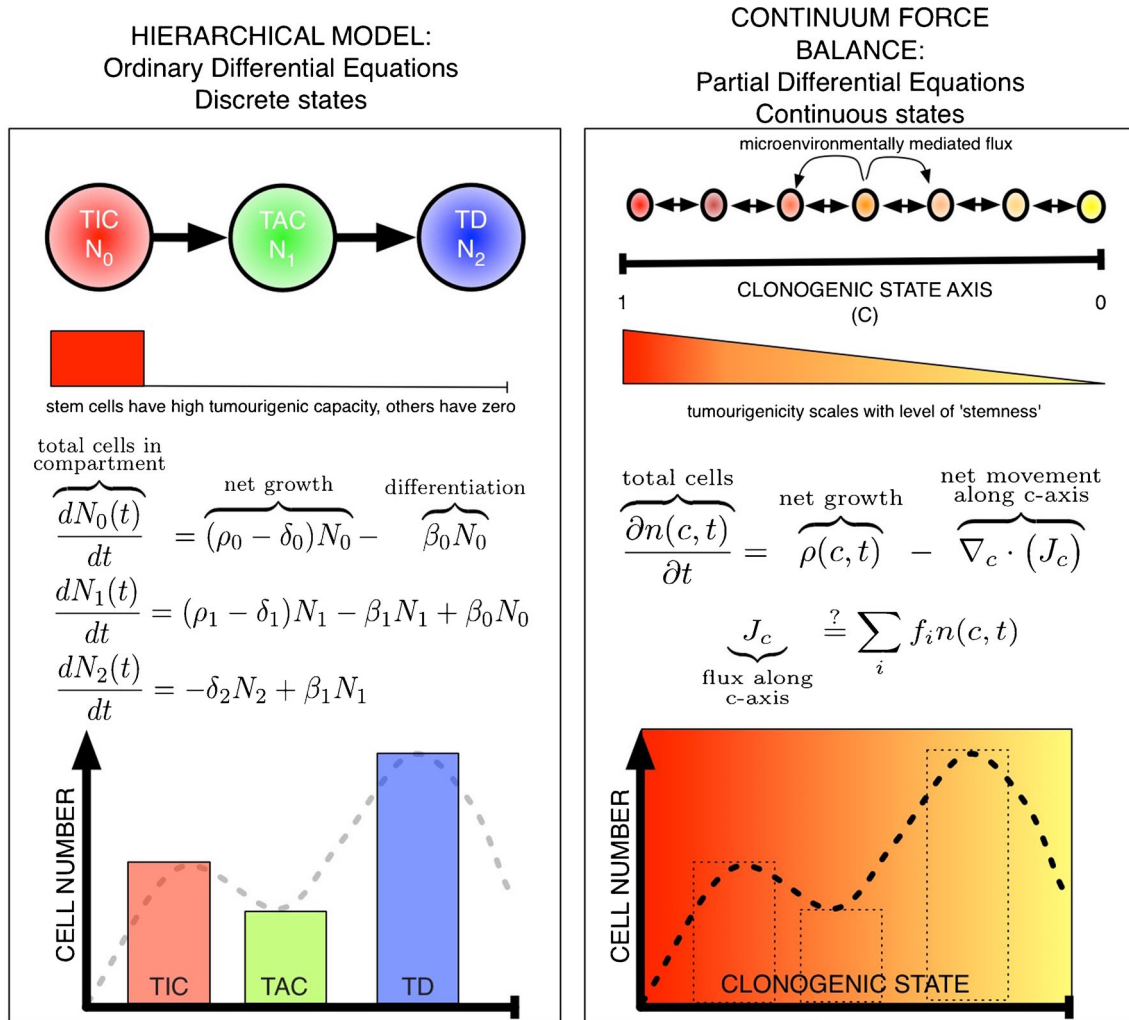 HIERARCHICAL MODEL:
Ordinary Differential Equations
Discrete states
TIC
N₀
TAC
N₁
TD
N₂
stem cells have high tumourigenic capacity, others have zero
total cells in
compartment
net growth
differentiation
dN₀(t)/dt = (ρ₀ − δ₀)N₀ − β₀N₀
dN₁(t)/dt = (ρ₁ − δ₁)N₁ − β₁N₁ + β₀N₀
dN₂(t)/dt = −δ₂N₂ + β₁N₁
CELL NUMBER
TIC
TAC
TD
CONTINUUM FORCE
BALANCE:
Partial Differential Equations
Continuous states
microenvironmentally mediated flux
1
CLONOGENIC STATE AXIS
(C)
0
tumourigenicity scales with level of 'stemness'
total cells
net growth
net movement
along c-axis
∂n(c, t)/∂t = ρ(c, t) − ∇c · (Jc)
Jc ?= ∑i fᵢn(c, t)
flux along
c-axis
CELL NUMBER
CLONOGENIC STATE